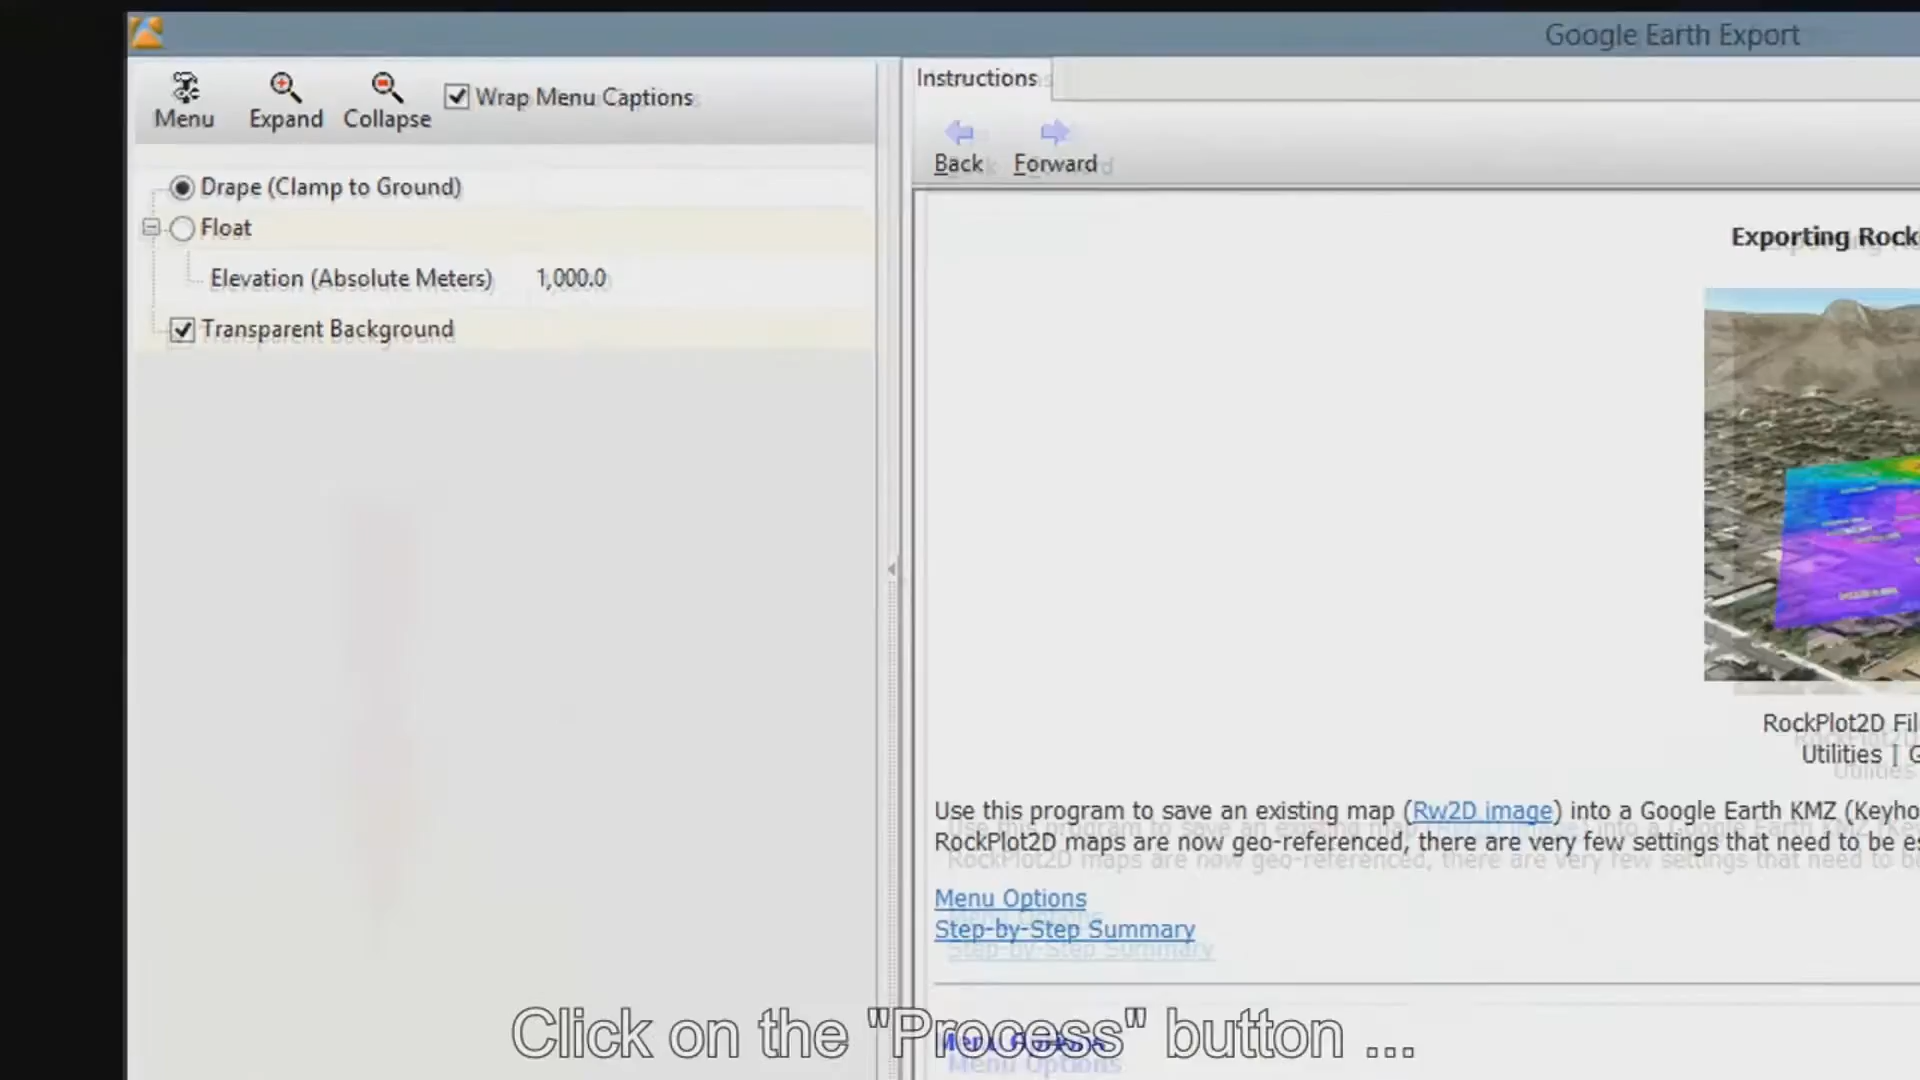 Google Earth Export
Menu
Expand
Collapse
Wrap Menu Captions
Instructions
Back
Forward
Drape (Clamp to Ground)
Float
Elevation (Absolute Meters) 1,000.0
Transparent Background
Exporting Rock
RockPlot2D Fil
Utilities | G
Use this program to save an existing map (Rw2D image) into a Google Earth KMZ (Keyho
RockPlot2D maps are now geo-referenced, there are very few settings that need to be es
Menu Options
Step-by-Step Summary
Menu Options
Click on the "Process" button ...